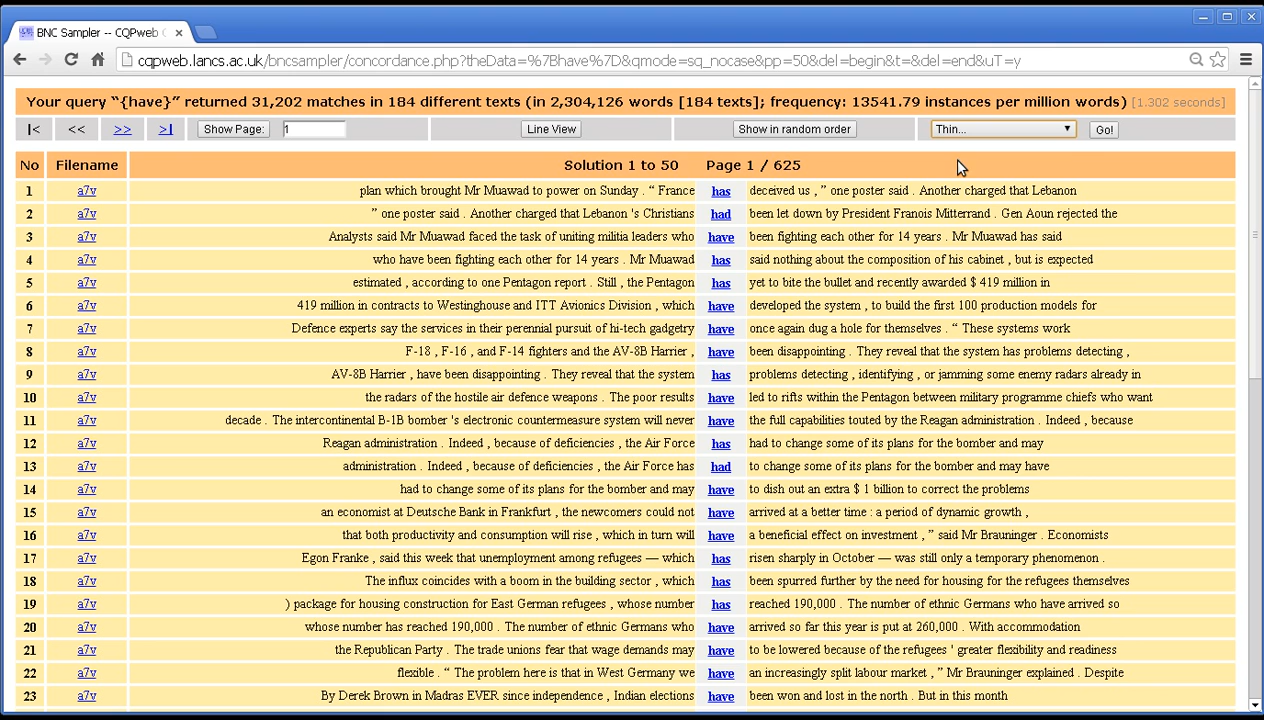 BNC Sampler -- CQPweb
cqpweb.lancs.ac.uk/bncsampler/concordance.php?theData=%7Bhave%7D&qmode=sq_nocase&pp=50&del=begin&t=&del=end&uT=y
Your query “{have}” returned 31,202 matches in 184 different texts (in 2,304,126 words [184 texts]; frequency: 13541.79 instances per million words) [1.302 seconds]
|< << >> >| Show Page: 1 Line View Show in random order Thin... Go!
No Filename Solution 1 to 50 Page 1 / 625
1 a7v plan which brought Mr Muawad to power on Sunday . “ France has deceived us , ” one poster said . Another charged that Lebanon
2 a7v ” one poster said . Another charged that Lebanon 's Christians had been let down by President Franois Mitterrand . Gen Aoun rejected the
3 a7v Analysts said Mr Muawad faced the task of uniting militia leaders who have been fighting each other for 14 years . Mr Muawad has said
4 a7v who have been fighting each other for 14 years . Mr Muawad has said nothing about the composition of his cabinet , but is expected
5 a7v estimated , according to one Pentagon report . Still , the Pentagon has yet to bite the bullet and recently awarded $ 419 million in
6 a7v 419 million in contracts to Westinghouse and ITT Avionics Division , which have developed the system , to build the first 100 production models for
7 a7v Defence experts say the services in their perennial pursuit of hi-tech gadgetry have once again dug a hole for themselves . “ These systems work
8 a7v F-18 , F-16 , and F-14 fighters and the AV-8B Harrier , have been disappointing . They reveal that the system has problems detecting ,
9 a7v AV-8B Harrier , have been disappointing . They reveal that the system has problems detecting , identifying , or jamming some enemy radars already in
10 a7v the radars of the hostile air defence weapons . The poor results have led to rifts within the Pentagon between military programme chiefs who want
11 a7v decade . The intercontinental B-1B bomber 's electronic countermeasure system will never have the full capabilities touted by the Reagan administration . Indeed , because
12 a7v Reagan administration . Indeed , because of deficiencies , the Air Force has had to change some of its plans for the bomber and may
13 a7v administration . Indeed , because of deficiencies , the Air Force has had to change some of its plans for the bomber and may have
14 a7v had to change some of its plans for the bomber and may have to dish out an extra $ 1 billion to correct the problems
15 a7v an economist at Deutsche Bank in Frankfurt , the newcomers could not have arrived at a better time : a period of dynamic growth ,
16 a7v that both productivity and consumption will rise , which in turn will have a beneficial effect on investment , ” said Mr Brauninger . Economists
17 a7v Egon Franke , said this week that unemployment among refugees — which has risen sharply in October — was still only a temporary phenomenon .
18 a7v The influx coincides with a boom in the building sector , which has been spurred further by the need for housing for the refugees themselves
19 a7v ) package for housing construction for East German refugees , whose number has reached 190,000 . The number of ethnic Germans who have arrived so
20 a7v whose number has reached 190,000 . The number of ethnic Germans who have arrived so far this year is put at 260,000 . With accommodation
21 a7v the Republican Party . The trade unions fear that wage demands may have to be lowered because of the refugees ' greater flexibility and readiness
22 a7v flexible . “ The problem here is that in West Germany we have an increasingly split labour market , ” Mr Brauninger explained . Despite
23 a7v By Derek Brown in Madras EVER since independence , Indian elections have been won and lost in the north . But in this month